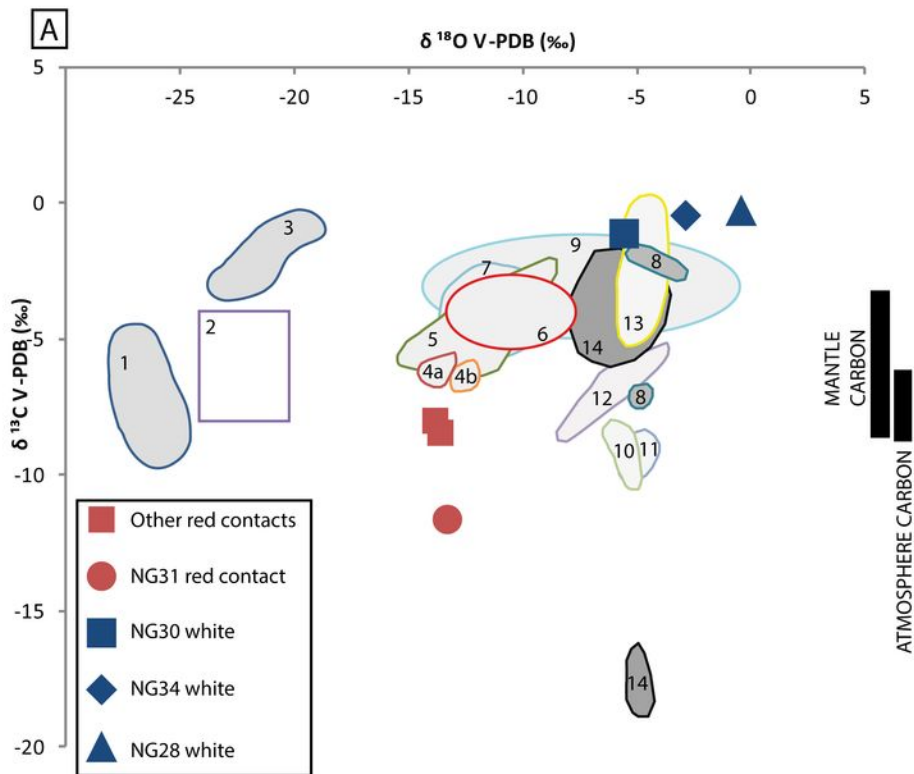 A
δ 18O V-PDB (‰)
5
-25 -20 -15 -10 -5 0 5
0
-5
-10
-15
-20
δ 13C V-PDB (‰)
1
2
3
4a
4b
5
6
7
8
9
13
14
12
8
10
11
14
MANTLE
CARBON
ATMOSPHERE CARBON
Other red contacts
NG31 red contact
NG30 white
NG34 white
NG28 white